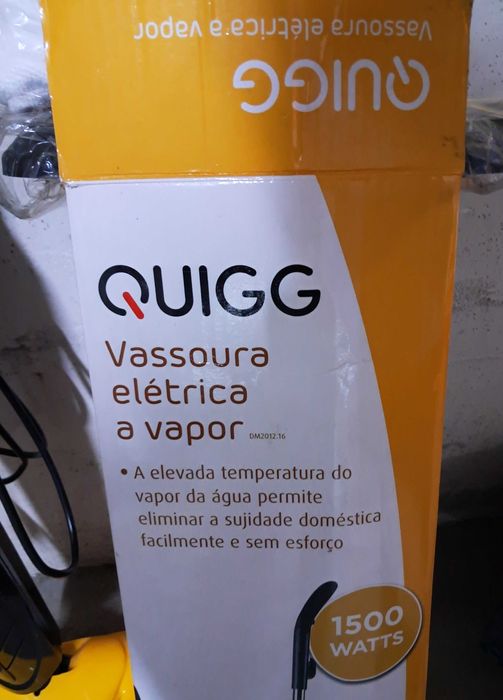 Vassoura elétrica a vapor
QUIGG
QUIGG
Vassoura
elétrica
a vapor DM2012.16
• A elevada temperatura do
vapor da água permite
eliminar a sujidade doméstica
facilmente e sem esforço
1500
WATTS